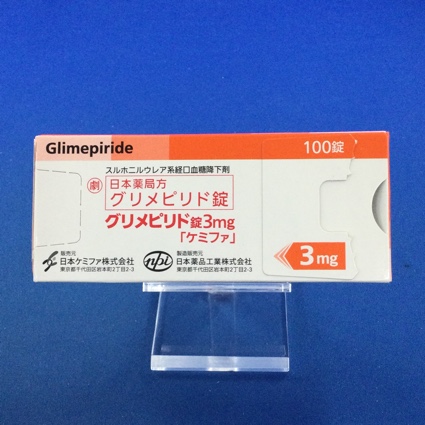 Glimepiride
100錠
スルホニルウレア系経口血糖降下剤
劇
日本薬局方
グリメピリド錠
グリメピリド錠3mg
「ケミファ」
販売元
日本ケミファ株式会社
東京都千代田区岩本町2丁目2-3
npi
製造販売元
日本薬品工業株式会社
東京都千代田区岩本町2丁目2-3
3mg